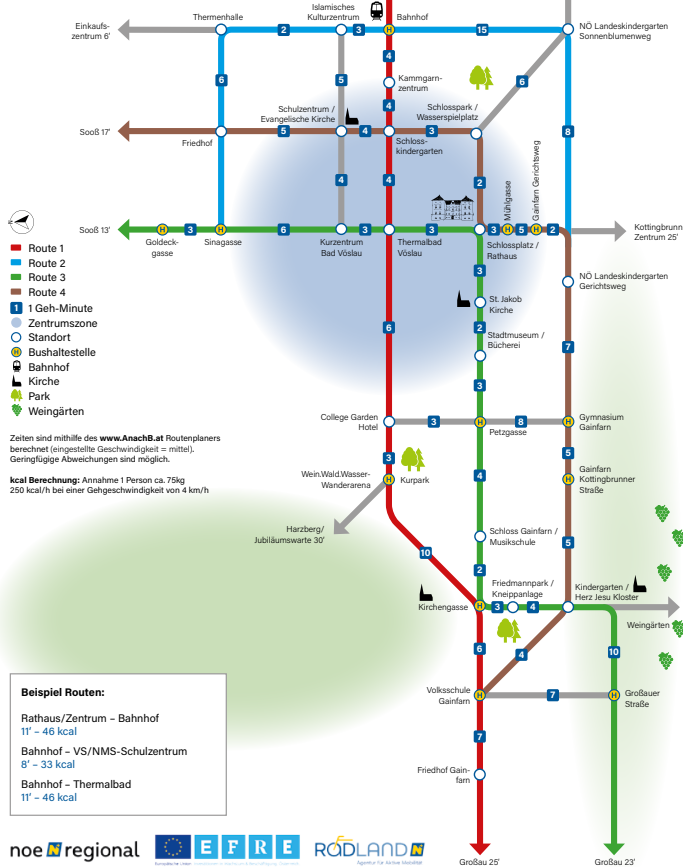 Islamisches
Kulturzentrum
Thermenhalle
Bahnhof
NÖ Landeskindergarten
Sonnenblumenweg
Einkaufs-
zentrum 6'
2
3
15
4
6
5
6
8
Kammgarn-
zentrum
4
Schulzentrum /
Evangelische Kirche
Schlosspark /
Wasserspielplatz
Sooß 17'
5
4
3
Friedhof
Schloss-
kindergarten
4
4
2
Mühlgasse
Gainfarn Gerichtsweg
Sooß 13'
H
3
H
6
3
3
3
H
5
H
2
Kottingbrunn
Zentrum 25'
Goldeck-
gasse
Sinagasse
Kurzentrum
Bad Vöslau
Thermalbad
Vöslau
Schlossplatz /
Rathaus
3
NÖ Landeskindergarten
Gerichtsweg
St. Jakob
Kirche
6
2
Stadtmuseum /
Bücherei
7
3
Route 1
Route 2
Route 3
Route 4
1 1 Geh-Minute
Zentrumszone
Standort
H Bushaltestelle
Bahnhof
Kirche
Park
Weingärten
College Garden
Hotel
3
H
8
H
Gymnasium
Gainfarn
Petzgasse
Zeiten sind mithilfe des www.AnachB.at Routenplaners
berechnet (eingestellte Geschwindigkeit = mittel).
Geringfügige Abweichungen sind möglich.
kcal Berechnung: Annahme 1 Person ca. 75kg
250 kcal/h bei einer Gehgeschwindigkeit von 4 km/h
3
5
Wein.Wald.Wasser-
Wanderarena
H
Kurpark
4
H
Gainfarn
Kottingbrunner
Straße
Harzberg/
Jubiläumswarte 30'
Schloss Gainfarn /
Musikschule
5
10
2
Friedmannpark /
Kneippanlage
Kindergarten /
Herz Jesu Kloster
Kirchengasse
H
3
4
Weingärten
6
4
10
Volksschule
Gainfarn
H
7
H
Großauer
Straße
7
Friedhof Gain-
farn
Großau 25'
Großau 23'
Beispiel Routen:
Rathaus/Zentrum – Bahnhof
11' – 46 kcal
Bahnhof – VS/NMS-Schulzentrum
8' – 33 kcal
Bahnhof – Thermalbad
11' – 46 kcal
noe N regional
EFRE
RADLAND N
Agentur für Aktive Mobilität